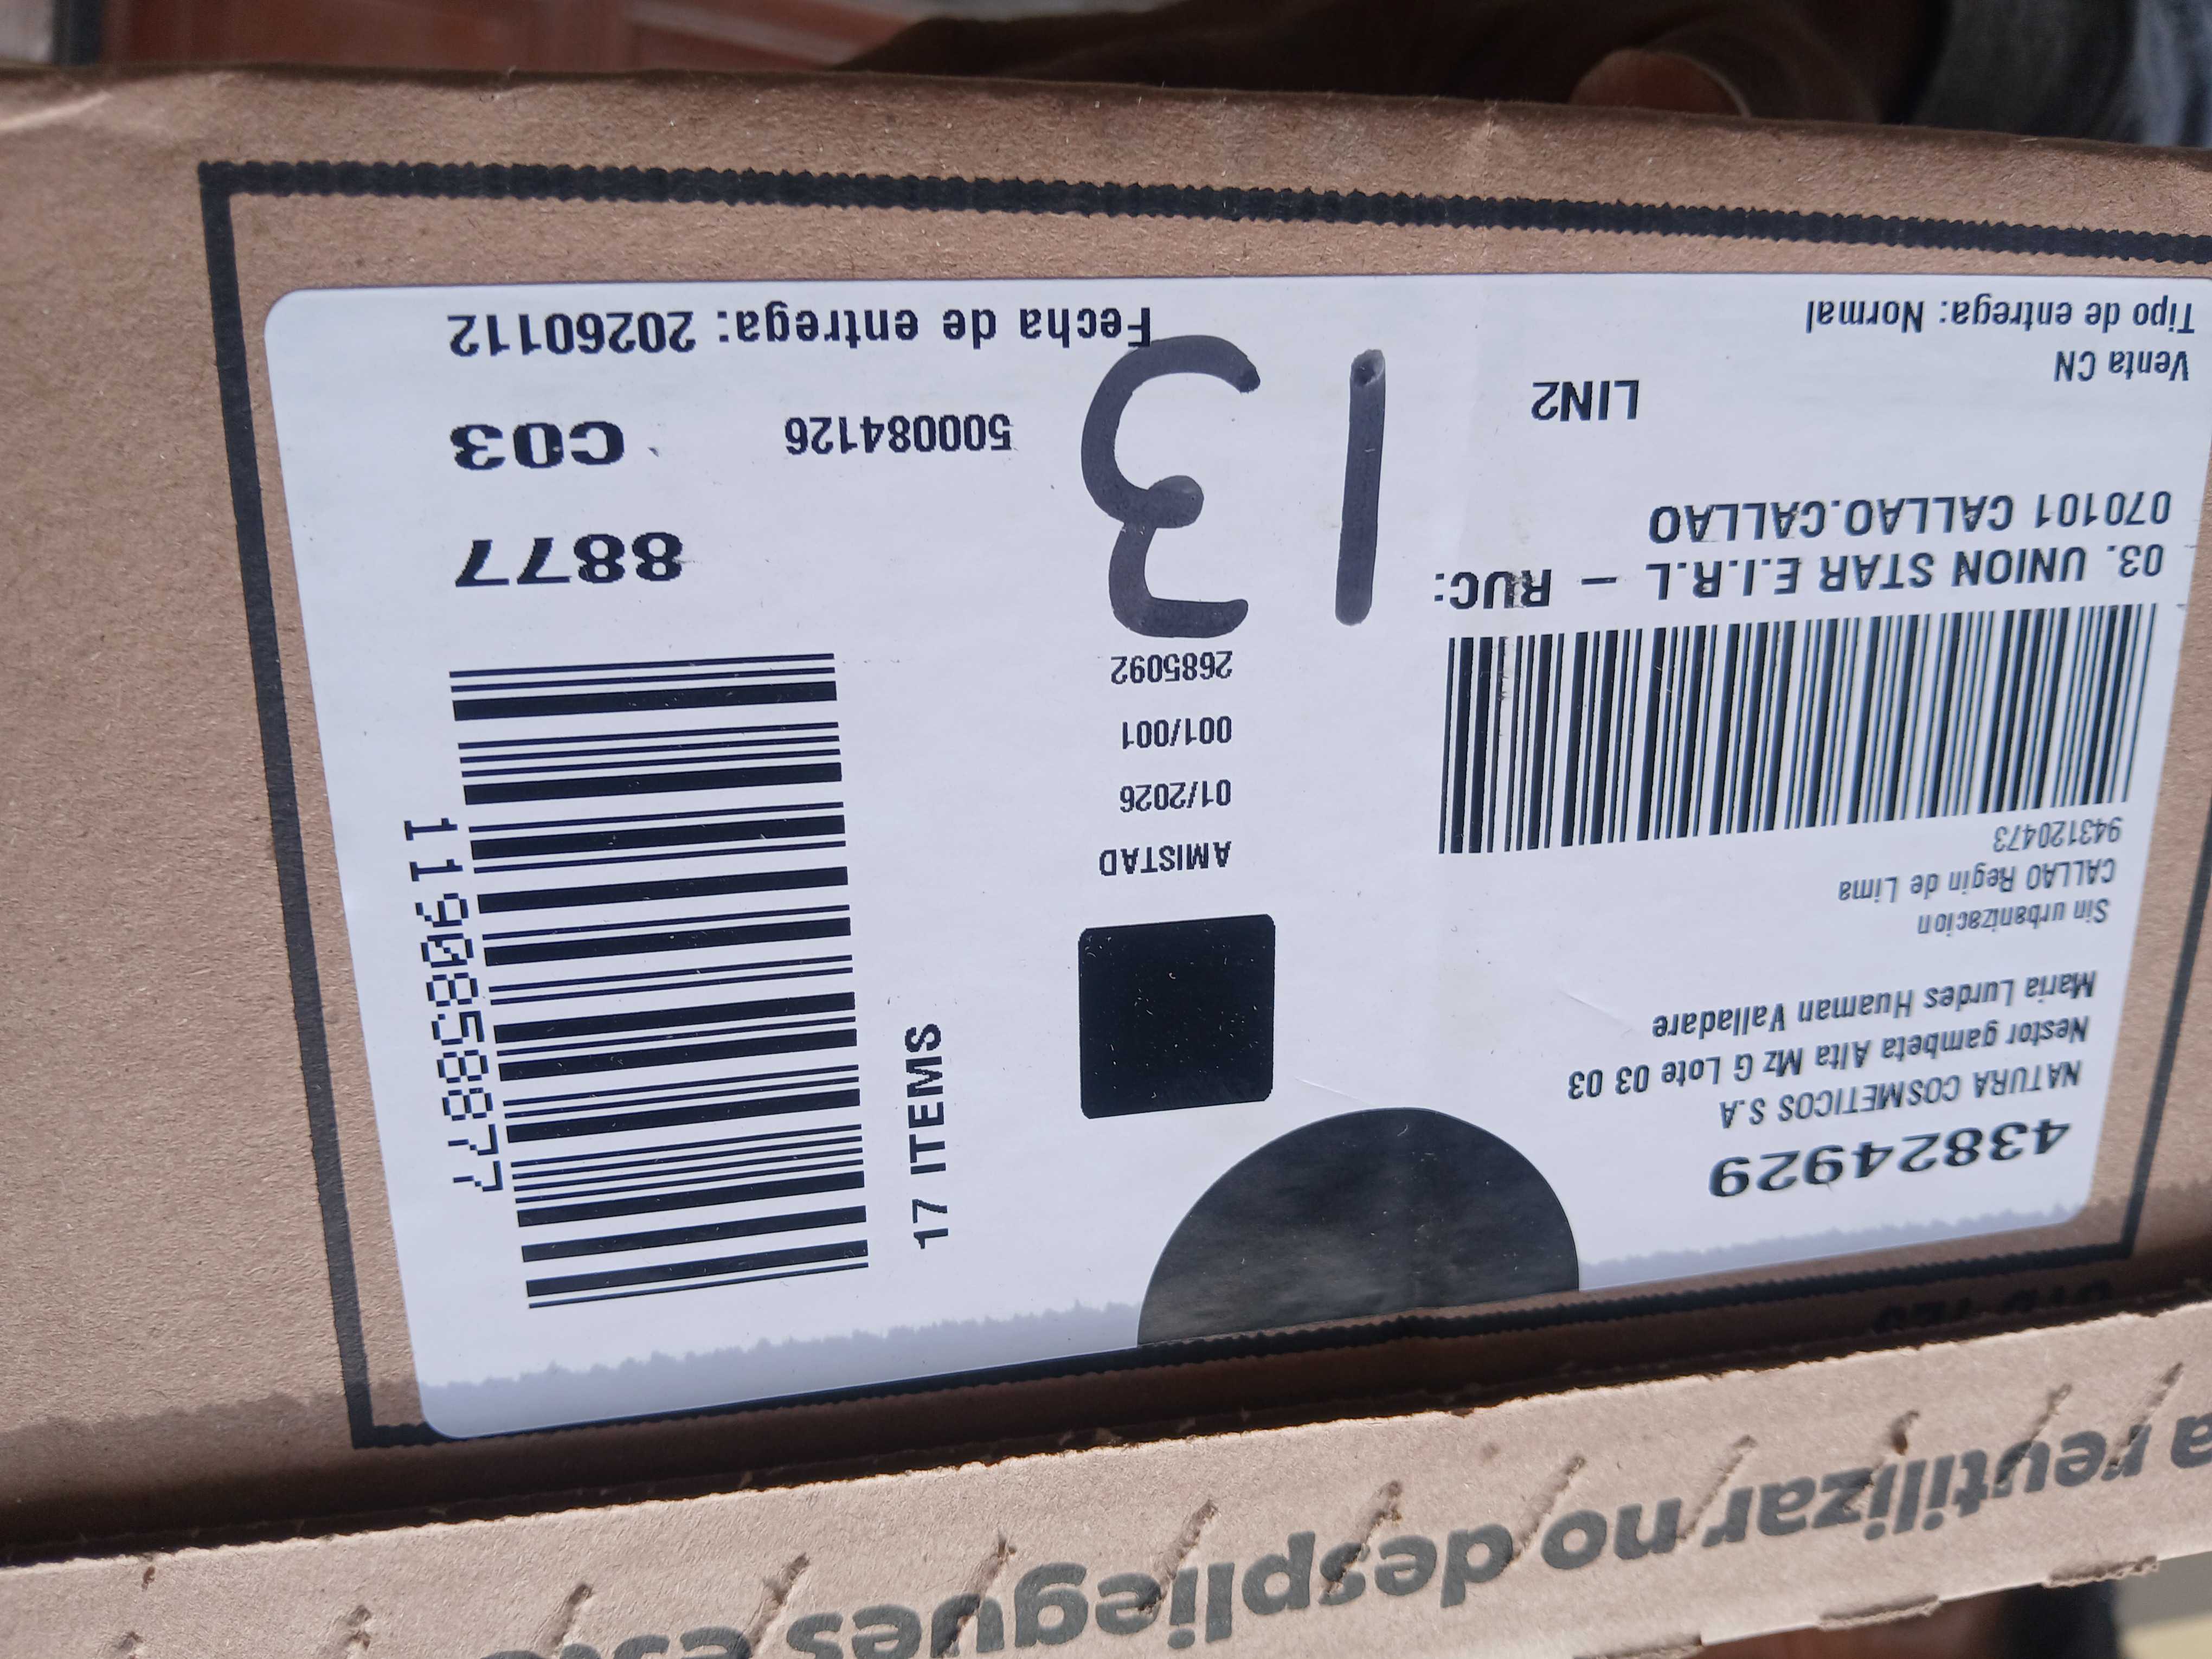 43824929
NATURA COSMETICOS S.A
Nestor gambeta Alta Mz G Lote 03 03
Maria Lurdes Huaman Valladare
Sin urbanizacion
CALLAO Regin de Lima
943120473
03. UNION STAR E.I.R.L - RUC:
070101 CALLAO.CALLAO
LIN2
Venta CN
Tipo de entrega: Normal
AMISTAD
01/2026
001/001
2685092
13
17 ITEMS
1190858877
8877
500084126
C03
Fecha de entrega: 20260112
a reutilizar no despliegues